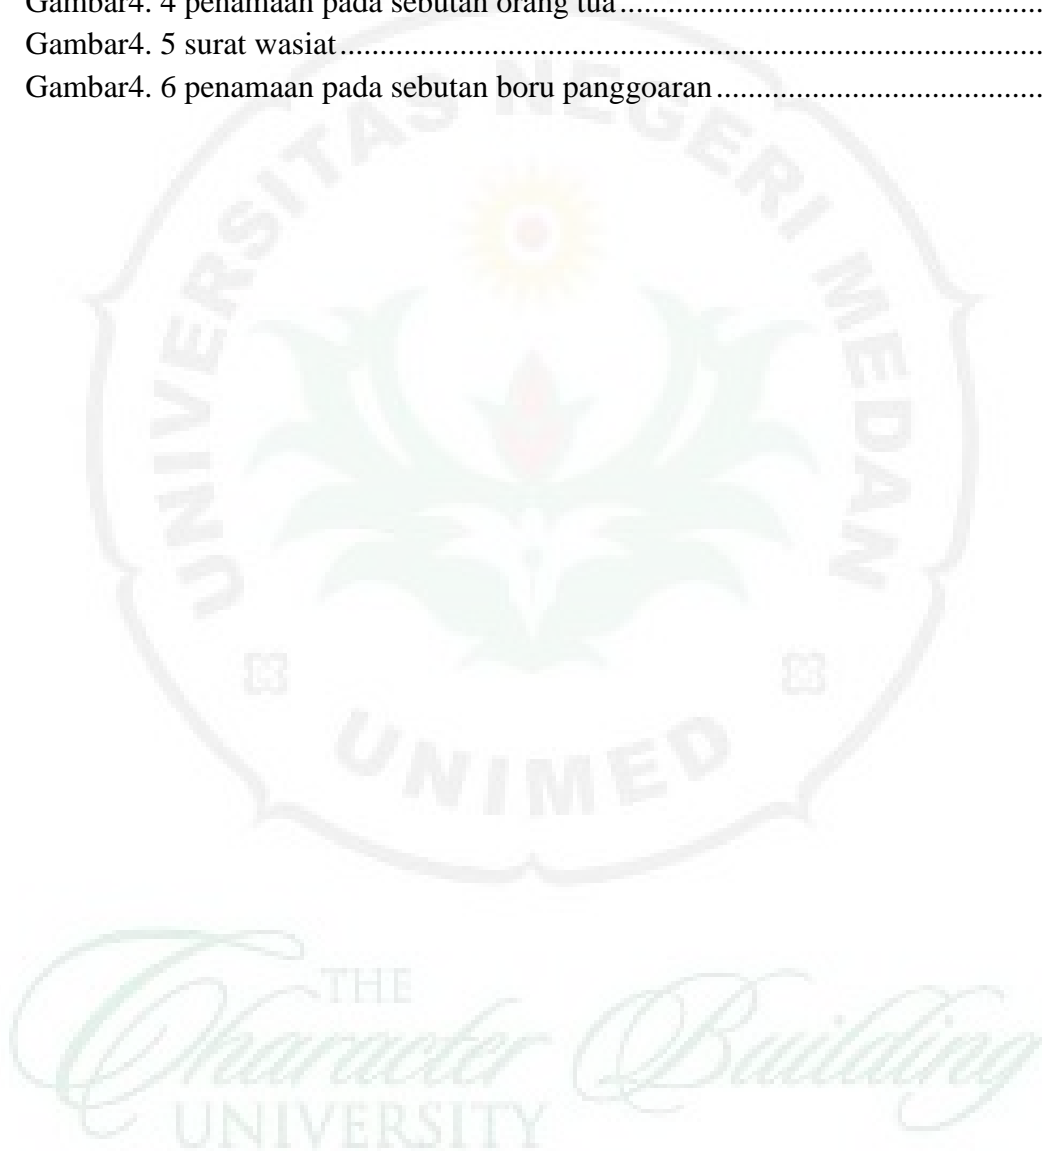 Gambar4. 4 penamaan pada sebutan orang tua........................................................
Gambar4. 5 surat wasiat.........................................................................................
Gambar4. 6 penamaan pada sebutan boru panggoaran..........................................
UNIVERSITAS NEGERI MEDAN
UNIMED
THE
Character Building
UNIVERSITY